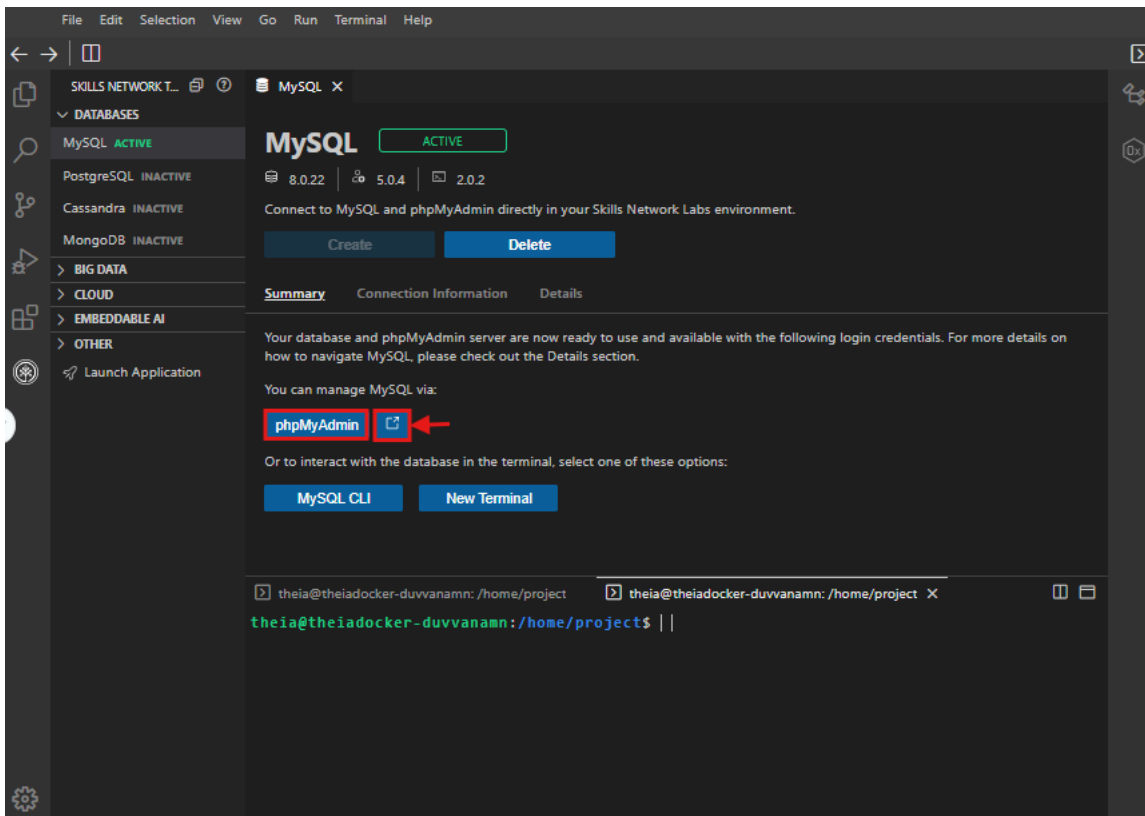 File Edit Selection View Go Run Terminal Help
SKILLS NETWORK T...
MySQL
DATABASES
MySQL ACTIVE
PostgreSQL INACTIVE
Cassandra INACTIVE
MongoDB INACTIVE
BIG DATA
CLOUD
EMBEDDABLE AI
OTHER
Launch Application
MySQL ACTIVE
8.0.22 5.0.4 2.0.2
Connect to MySQL and phpMyAdmin directly in your Skills Network Labs environment.
Create Delete
Summary Connection Information Details
Your database and phpMyAdmin server are now ready to use and available with the following login credentials. For more details on
how to navigate MySQL, please check out the Details section.
You can manage MySQL via:
phpMyAdmin
Or to interact with the database in the terminal, select one of these options:
MySQL CLI New Terminal
theia@theiadocker-duvvanamn: /home/project theia@theiadocker-duvvanamn: /home/project
theia@theiadocker-duvvanamn:/home/project$